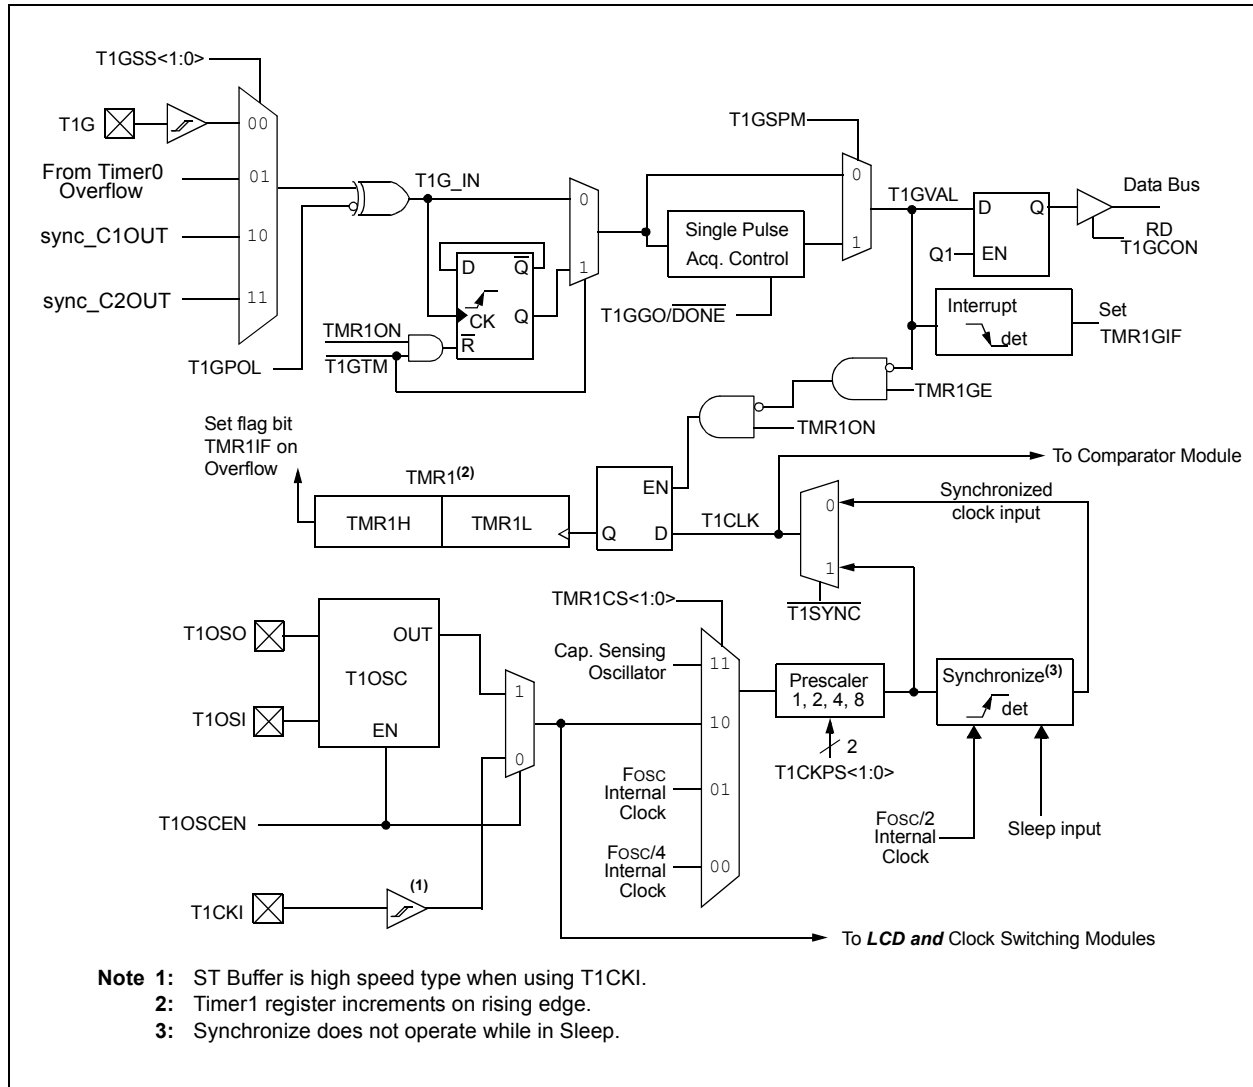 T1GSS<1:0>
T1G
00
From Timer0
Overflow
01
sync_C1OUT
10
sync_C2OUT
11
T1GPOL
T1G_IN
0
1
D
Q
CK
Q
R
TMR1ON
T1GTM
Single Pulse
Acq. Control
T1GGO/DONE
T1GSPM
0
1
T1GVAL
D
Q
Q1
EN
Data Bus
RD
T1GCON
Interrupt
det
Set
TMR1GIF
TMR1GE
TMR1ON
Set flag bit
TMR1IF on
Overflow
TMR1(2)
TMR1H
TMR1L
EN
Q
D
T1CLK
To Comparator Module
0
1
Synchronized
clock input
T1SYNC
T1OSO
T1OSI
OUT
T1OSC
EN
T1OSCEN
T1CKI
(1)
1
0
TMR1CS<1:0>
Cap. Sensing
Oscillator
11
10
FOSC
Internal
Clock
01
FOSC/4
Internal
Clock
00
Prescaler
1, 2, 4, 8
2
T1CKPS<1:0>
Synchronize(3)
det
FOSC/2
Internal
Clock
Sleep input
To LCD and Clock Switching Modules
Note 1: ST Buffer is high speed type when using T1CKI.
2: Timer1 register increments on rising edge.
3: Synchronize does not operate while in Sleep.